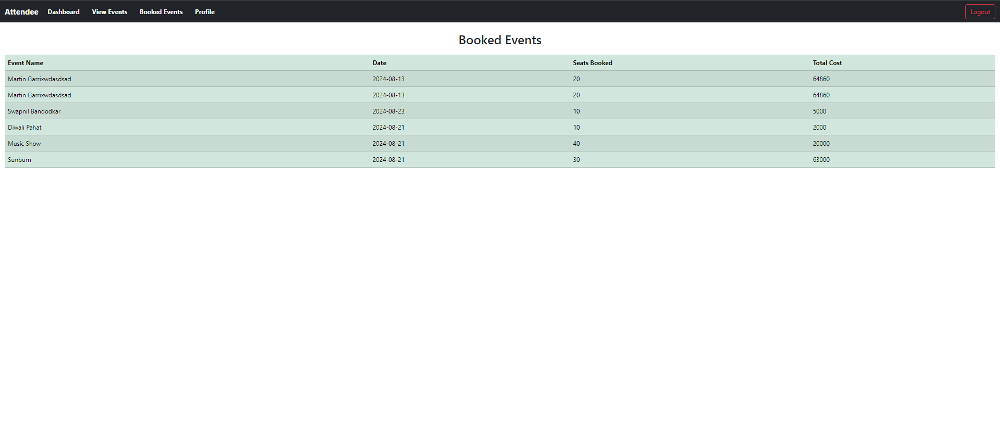 Attendee Dashboard View Events Booked Events Profile Logout
Booked Events
Event Name Date Seats Booked Total Cost
Martin Garrixwdasdsad 2024-08-13 20 64860
Martin Garrixwdasdsad 2024-08-13 20 64860
Swapnil Bandodkar 2024-08-23 10 5000
Diwali Pahat 2024-08-21 10 2000
Music Show 2024-08-21 40 20000
Sunburn 2024-08-21 30 63000